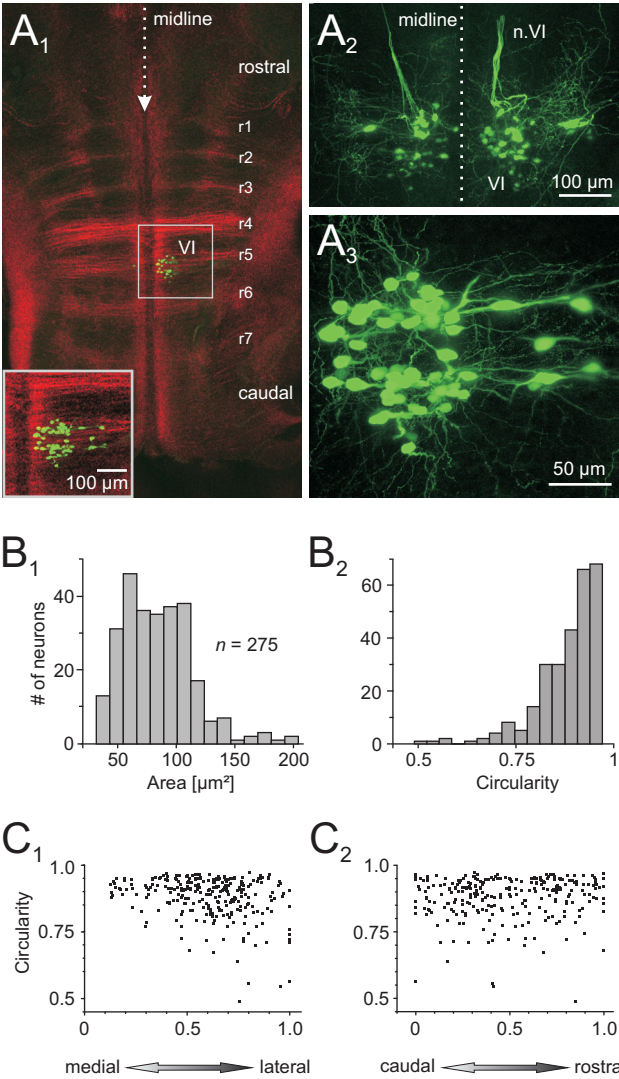 A1
midline
rostral
r1
r2
r3
r4
VI
r5
r6
r7
caudal
100 µm
A2
midline
n.VI
VI
100 µm
A3
50 µm
B1
# of neurons
40
20
0
n = 275
50
100
150
200
Area [µm²]
B2
60
40
20
0
0.5
0.75
1
Circularity
C1
Circularity
1.0
0.75
0.5
0
0.5
1.0
medial
lateral
C2
1.0
0.75
0.5
0
0.5
1.0
caudal
rostra